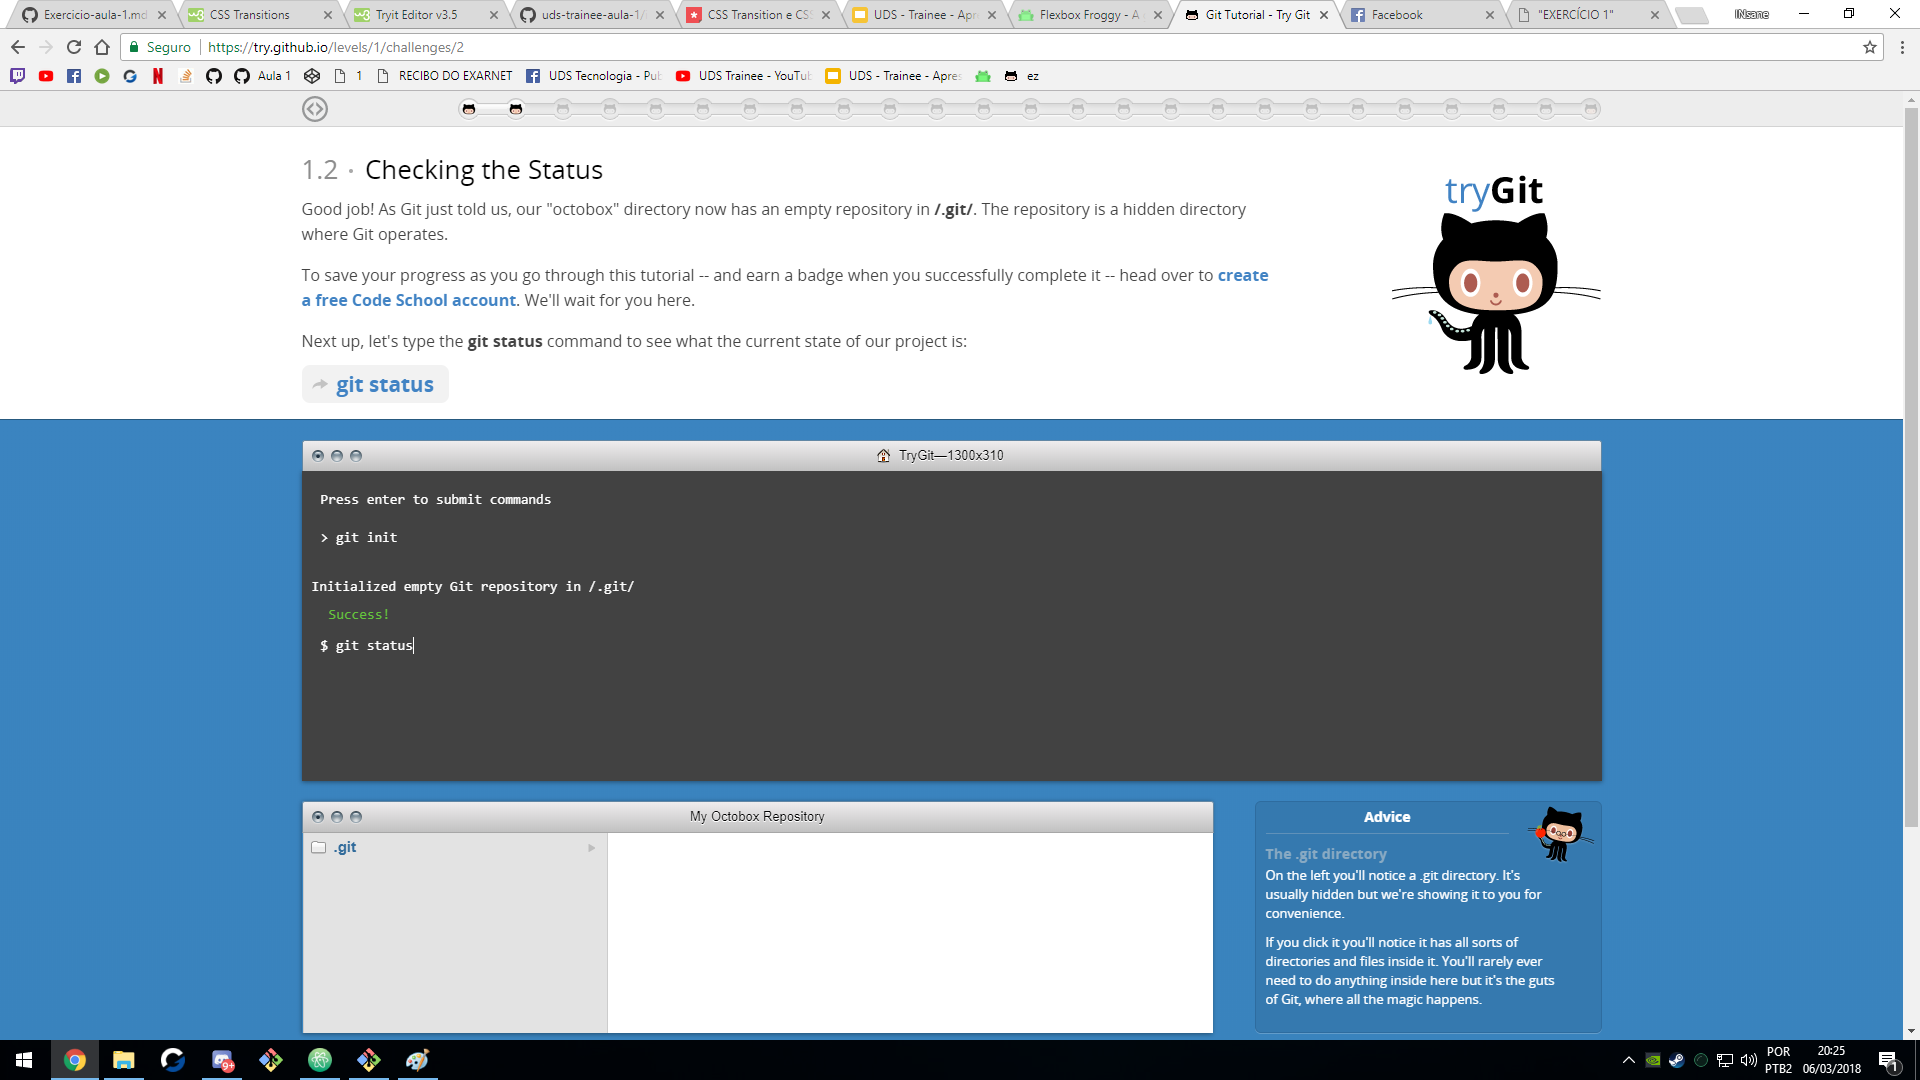 Exercicio-aula-1.md
CSS Transitions
Tryit Editor v3.5
uds-trainee-aula-1/
CSS Transition e CS
UDS - Trainee - Apr
Flexbox Froggy - A
Git Tutorial - Try Git
Facebook
"EXERCÍCIO 1"
INsane
Seguro
https://try.github.io/levels/1/challenges/2
Aula 1
1
RECIBO DO EXARNET
UDS Tecnologia - Pub
UDS Trainee - YouTu
UDS - Trainee - Apres
ez
1.2 · Checking the Status
Good job! As Git just told us, our "octobox" directory now has an empty repository in /.git/. The repository is a hidden directory
where Git operates.
To save your progress as you go through this tutorial -- and earn a badge when you successfully complete it -- head over to create
a free Code School account. We'll wait for you here.
Next up, let's type the git status command to see what the current state of our project is:
git status
tryGit
TryGit—1300x310
Press enter to submit commands
> git init
Initialized empty Git repository in /.git/
Success!
$ git status
My Octobox Repository
.git
Advice
The .git directory
On the left you'll notice a .git directory. It's
usually hidden but we're showing it to you for
convenience.
If you click it you'll notice it has all sorts of
directories and files inside it. You'll rarely ever
need to do anything inside here but it's the guts
of Git, where all the magic happens.
9+
POR
PTB2
20:25
06/03/2018
1